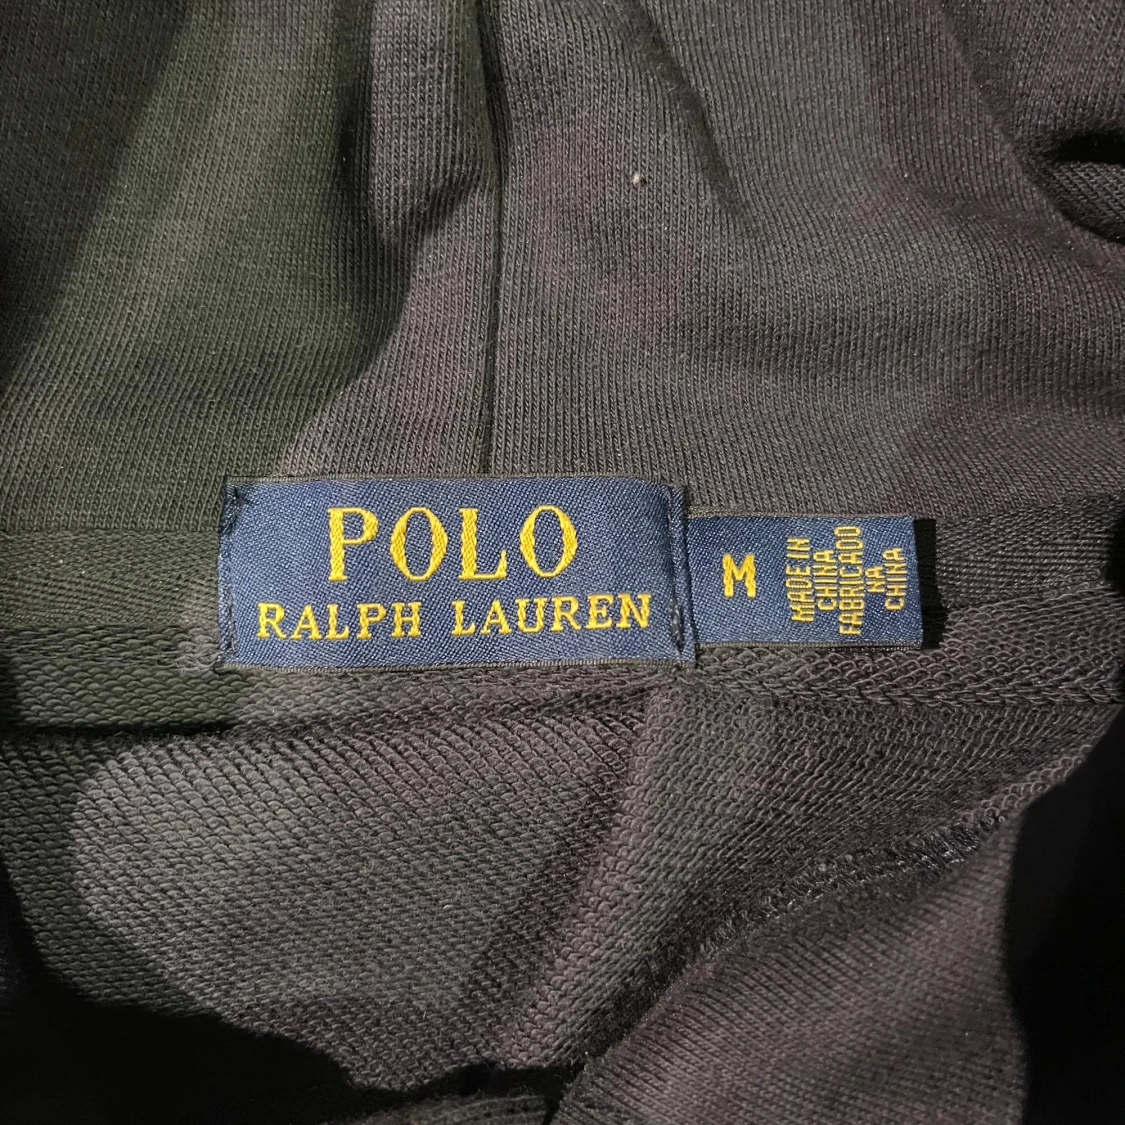 POLO
RALPH LAUREN
M
MADE IN
CHINA
FABRICADO
NA
CHINA